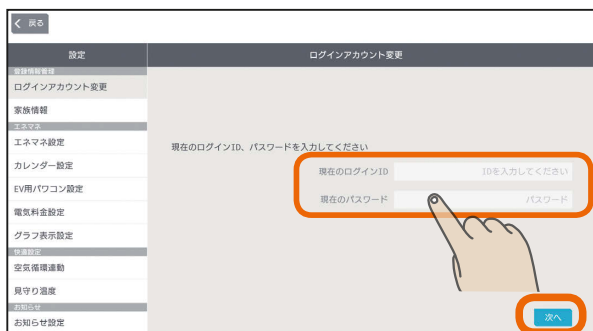 戻る
設定
ログインアカウント変更
登録情報管理
ログインアカウント変更
家族情報
エネマネ
エネマネ設定
カレンダー設定
EV用パワコン設定
電気料金設定
グラフ表示設定
快適設定
空気循環連動
見守り温度
お知らせ
お知らせ設定
現在のログインID、パスワードを入力してください
現在のログインID
IDを入力してください
現在のパスワード
パスワード
次へ